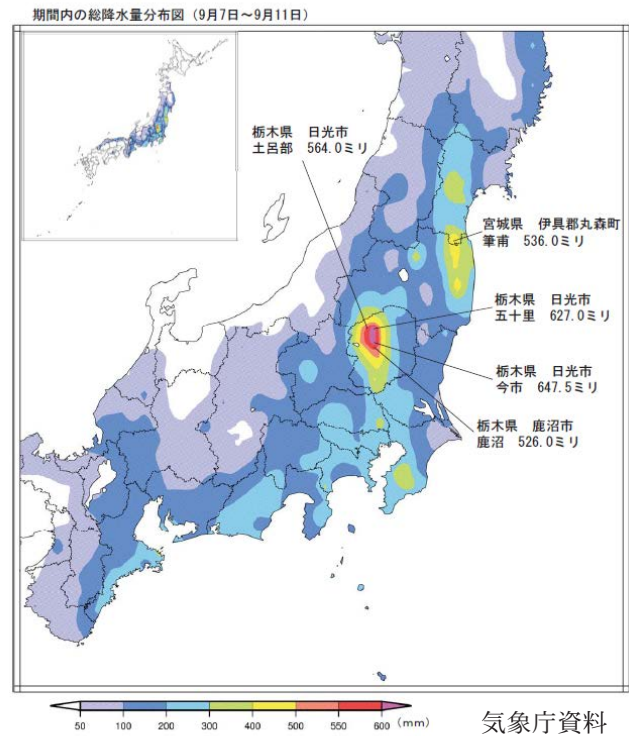 期間内の総降水量分布図（9月7日～9月11日）
栃木県　日光市
土呂部　564.0ミリ
宮城県　伊具郡丸森町
筆甫　536.0ミリ
栃木県　日光市
五十里　627.0ミリ
栃木県　日光市
今市　647.5ミリ
栃木県　鹿沼市
鹿沼　526.0ミリ
50 100 200 300 400 500 550 600 (mm)
気象庁資料